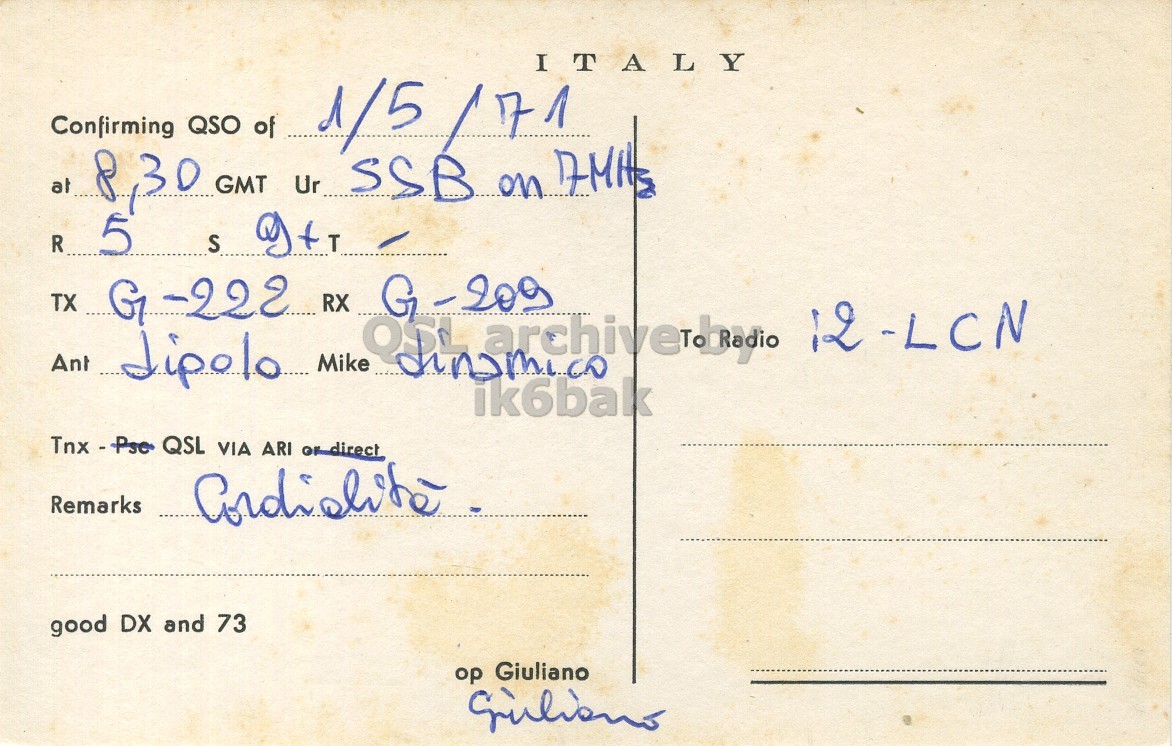 ITALY
Confirming QSO of 1/5/71
at 8,30 GMT Ur SSB on 7MHz
R 5 S 9+ T -
TX G-222 RX G-209
Ant dipolo Mike dinamico
Tnx - Psc QSL VIA ARI or direct
Remarks Cordialità.
good DX and 73
op Giuliano
Giuliano
To Radio i2-LCN
QSL archive by
ik6bak